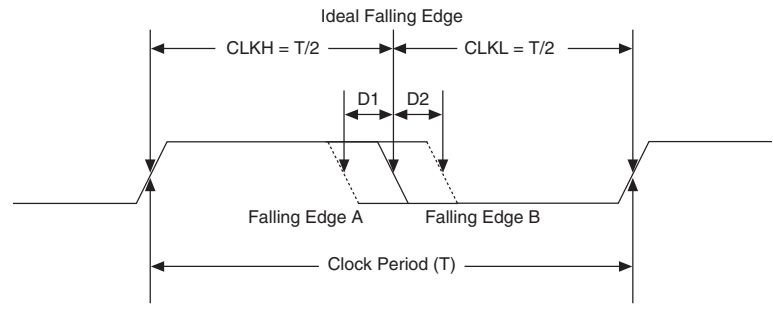 Ideal Falling Edge
CLKH = T/2
CLKL = T/2
D1
D2
Falling Edge A
Falling Edge B
Clock Period (T)